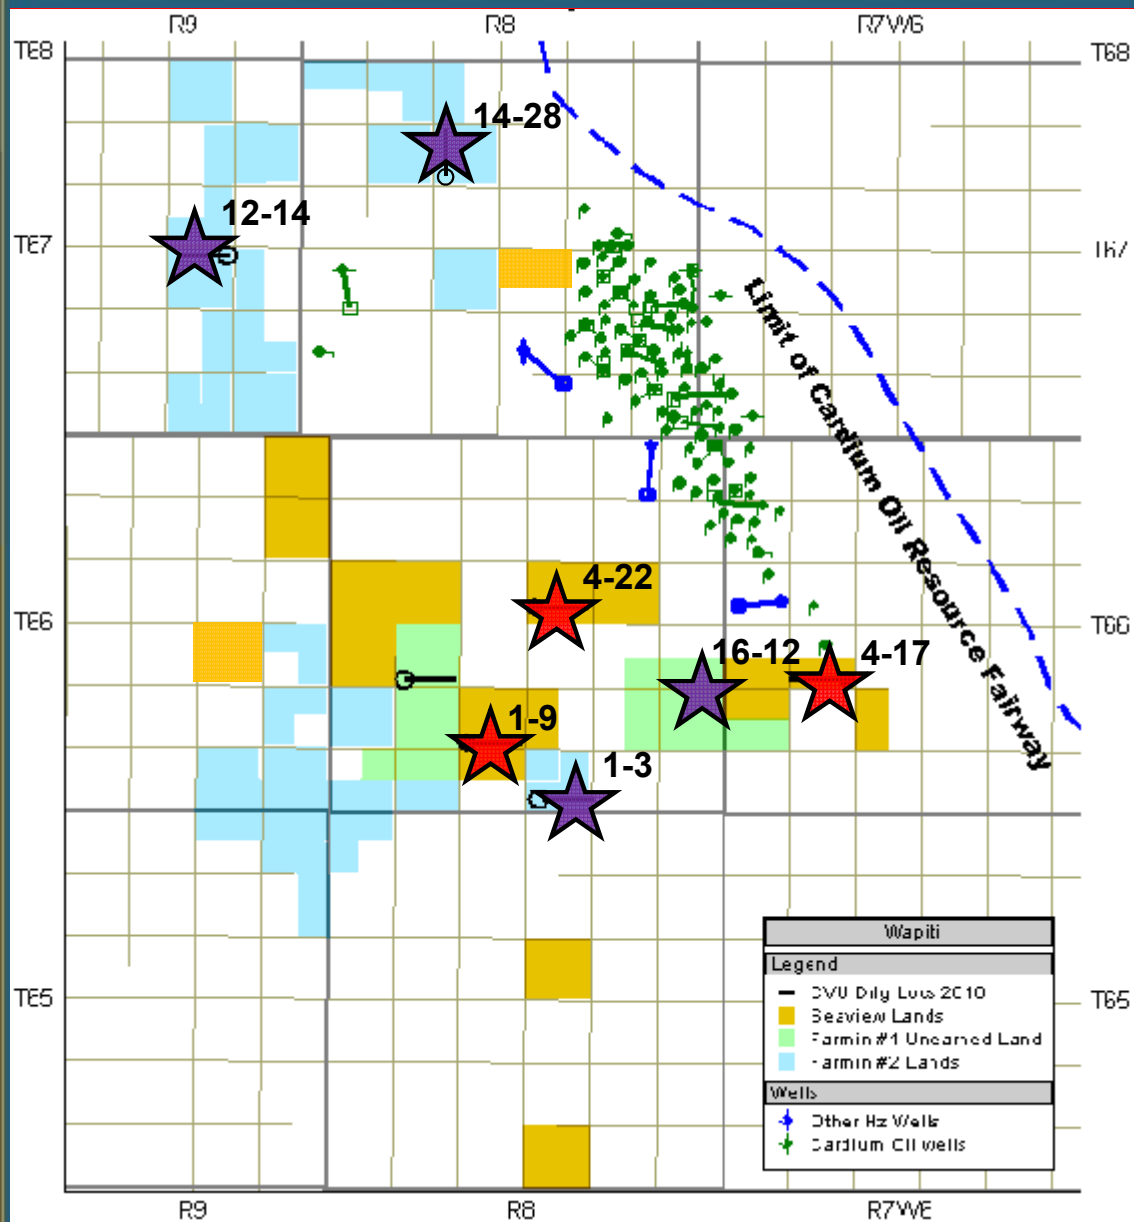 R9 R8 R7W6
T68 T68
14-28
12-14
T67 T67
Limit of Cardium Oil Resource Fairway
4-22
T66 T66
16-12 4-17
1-9
1-3
Wapiti
Legend
2010
Seaview Lands
Farmin #1 Unearned Land
Farmin #2 Lands
Wells
Other Hz Wells
Cardium Oil wells
T65 T65
R9 R8 R7W6